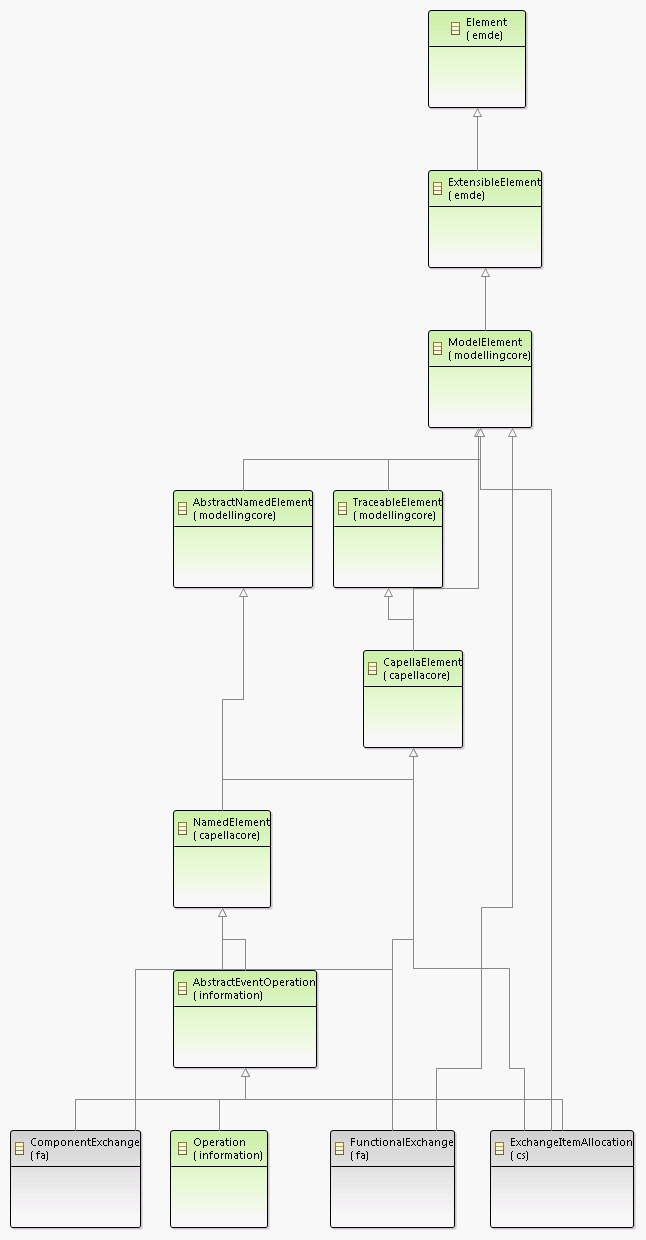 Element
( emde)
ExtensibleElement
( emde)
ModelElement
( modellingcore)
AbstractNamedElement
( modellingcore)
TraceableElement
( modellingcore)
CapellaElement
( capellacore)
NamedElement
( capellacore)
AbstractEventOperation
( information)
ComponentExchange
( fa)
Operation
( information)
FunctionalExchange
( fa)
ExchangeItemAllocation
( cs)